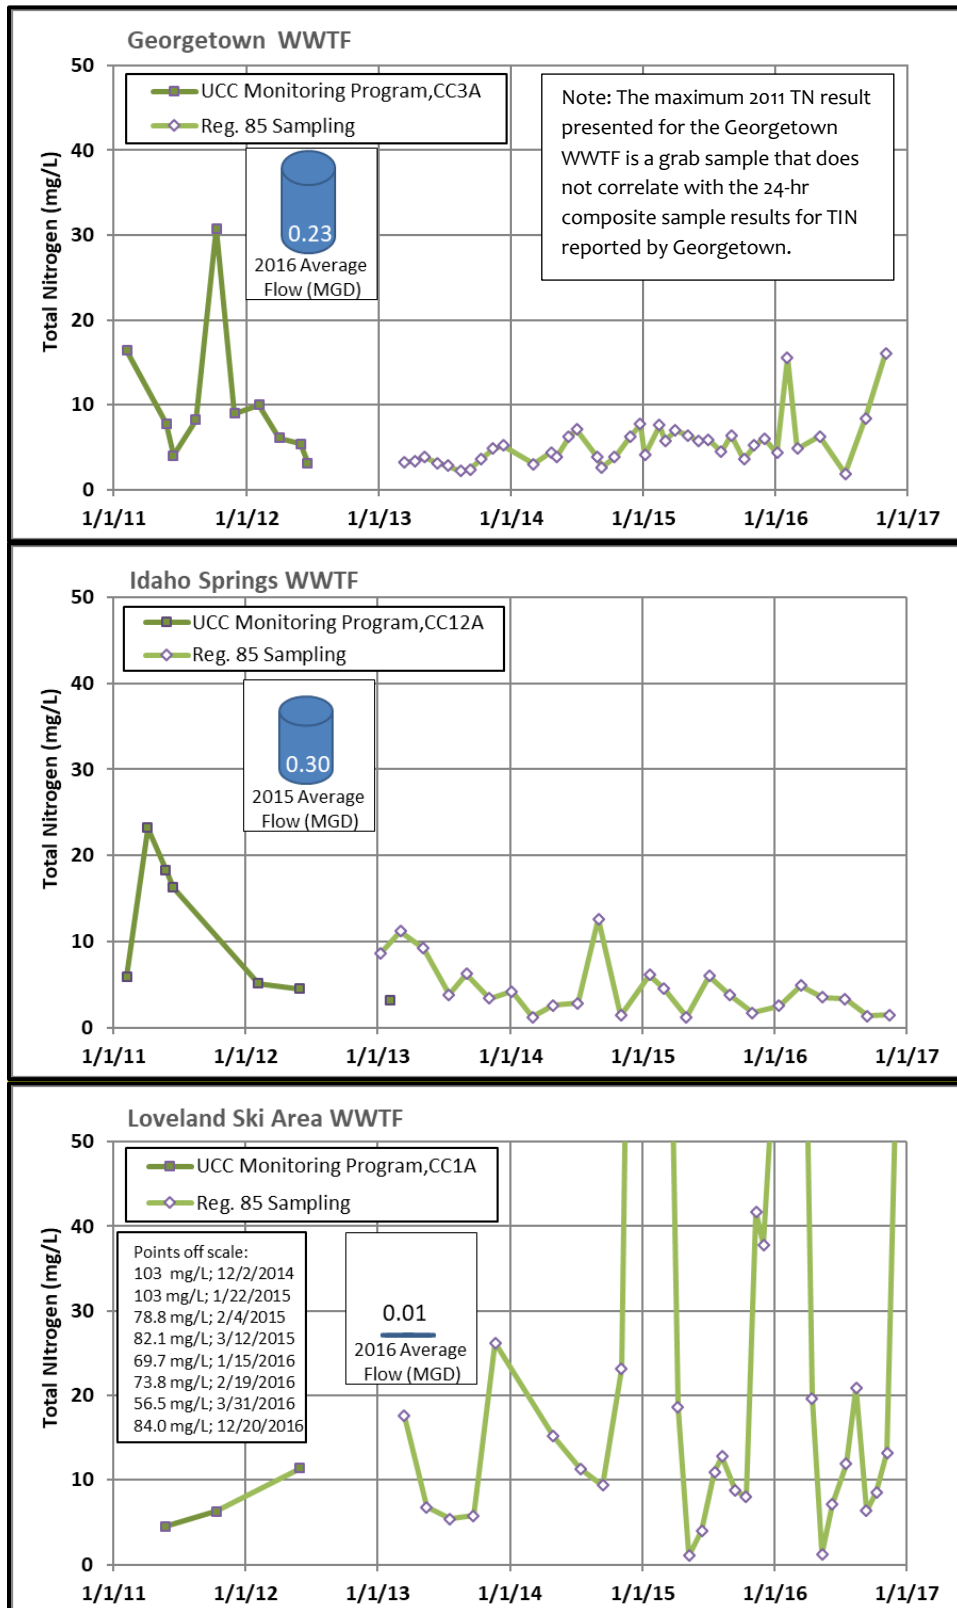 Georgetown WWTF
Total Nitrogen (mg/L)
50
40
30
20
10
0
UCC Monitoring Program,CC3A
Reg. 85 Sampling
0.23
2016 Average
Flow (MGD)
Note: The maximum 2011 TN result
presented for the Georgetown
WWTF is a grab sample that does
not correlate with the 24-hr
composite sample results for TIN
reported by Georgetown.
1/1/11 1/1/12 1/1/13 1/1/14 1/1/15 1/1/16 1/1/17
Idaho Springs WWTF
Total Nitrogen (mg/L)
50
40
30
20
10
0
UCC Monitoring Program,CC12A
Reg. 85 Sampling
0.30
2015 Average
Flow (MGD)
1/1/11 1/1/12 1/1/13 1/1/14 1/1/15 1/1/16 1/1/17
Loveland Ski Area WWTF
Total NItrogen (mg/L)
50
40
30
20
10
0
UCC Monitoring Program,CC1A
Reg. 85 Sampling
Points off scale:
103 mg/L; 12/2/2014
103 mg/L; 1/22/2015
78.8 mg/L; 2/4/2015
82.1 mg/L; 3/12/2015
69.7 mg/L; 1/15/2016
73.8 mg/L; 2/19/2016
56.5 mg/L; 3/31/2016
84.0 mg/L; 12/20/2016
0.01
2016 Average
Flow (MGD)
1/1/11 1/1/12 1/1/13 1/1/14 1/1/15 1/1/16 1/1/17